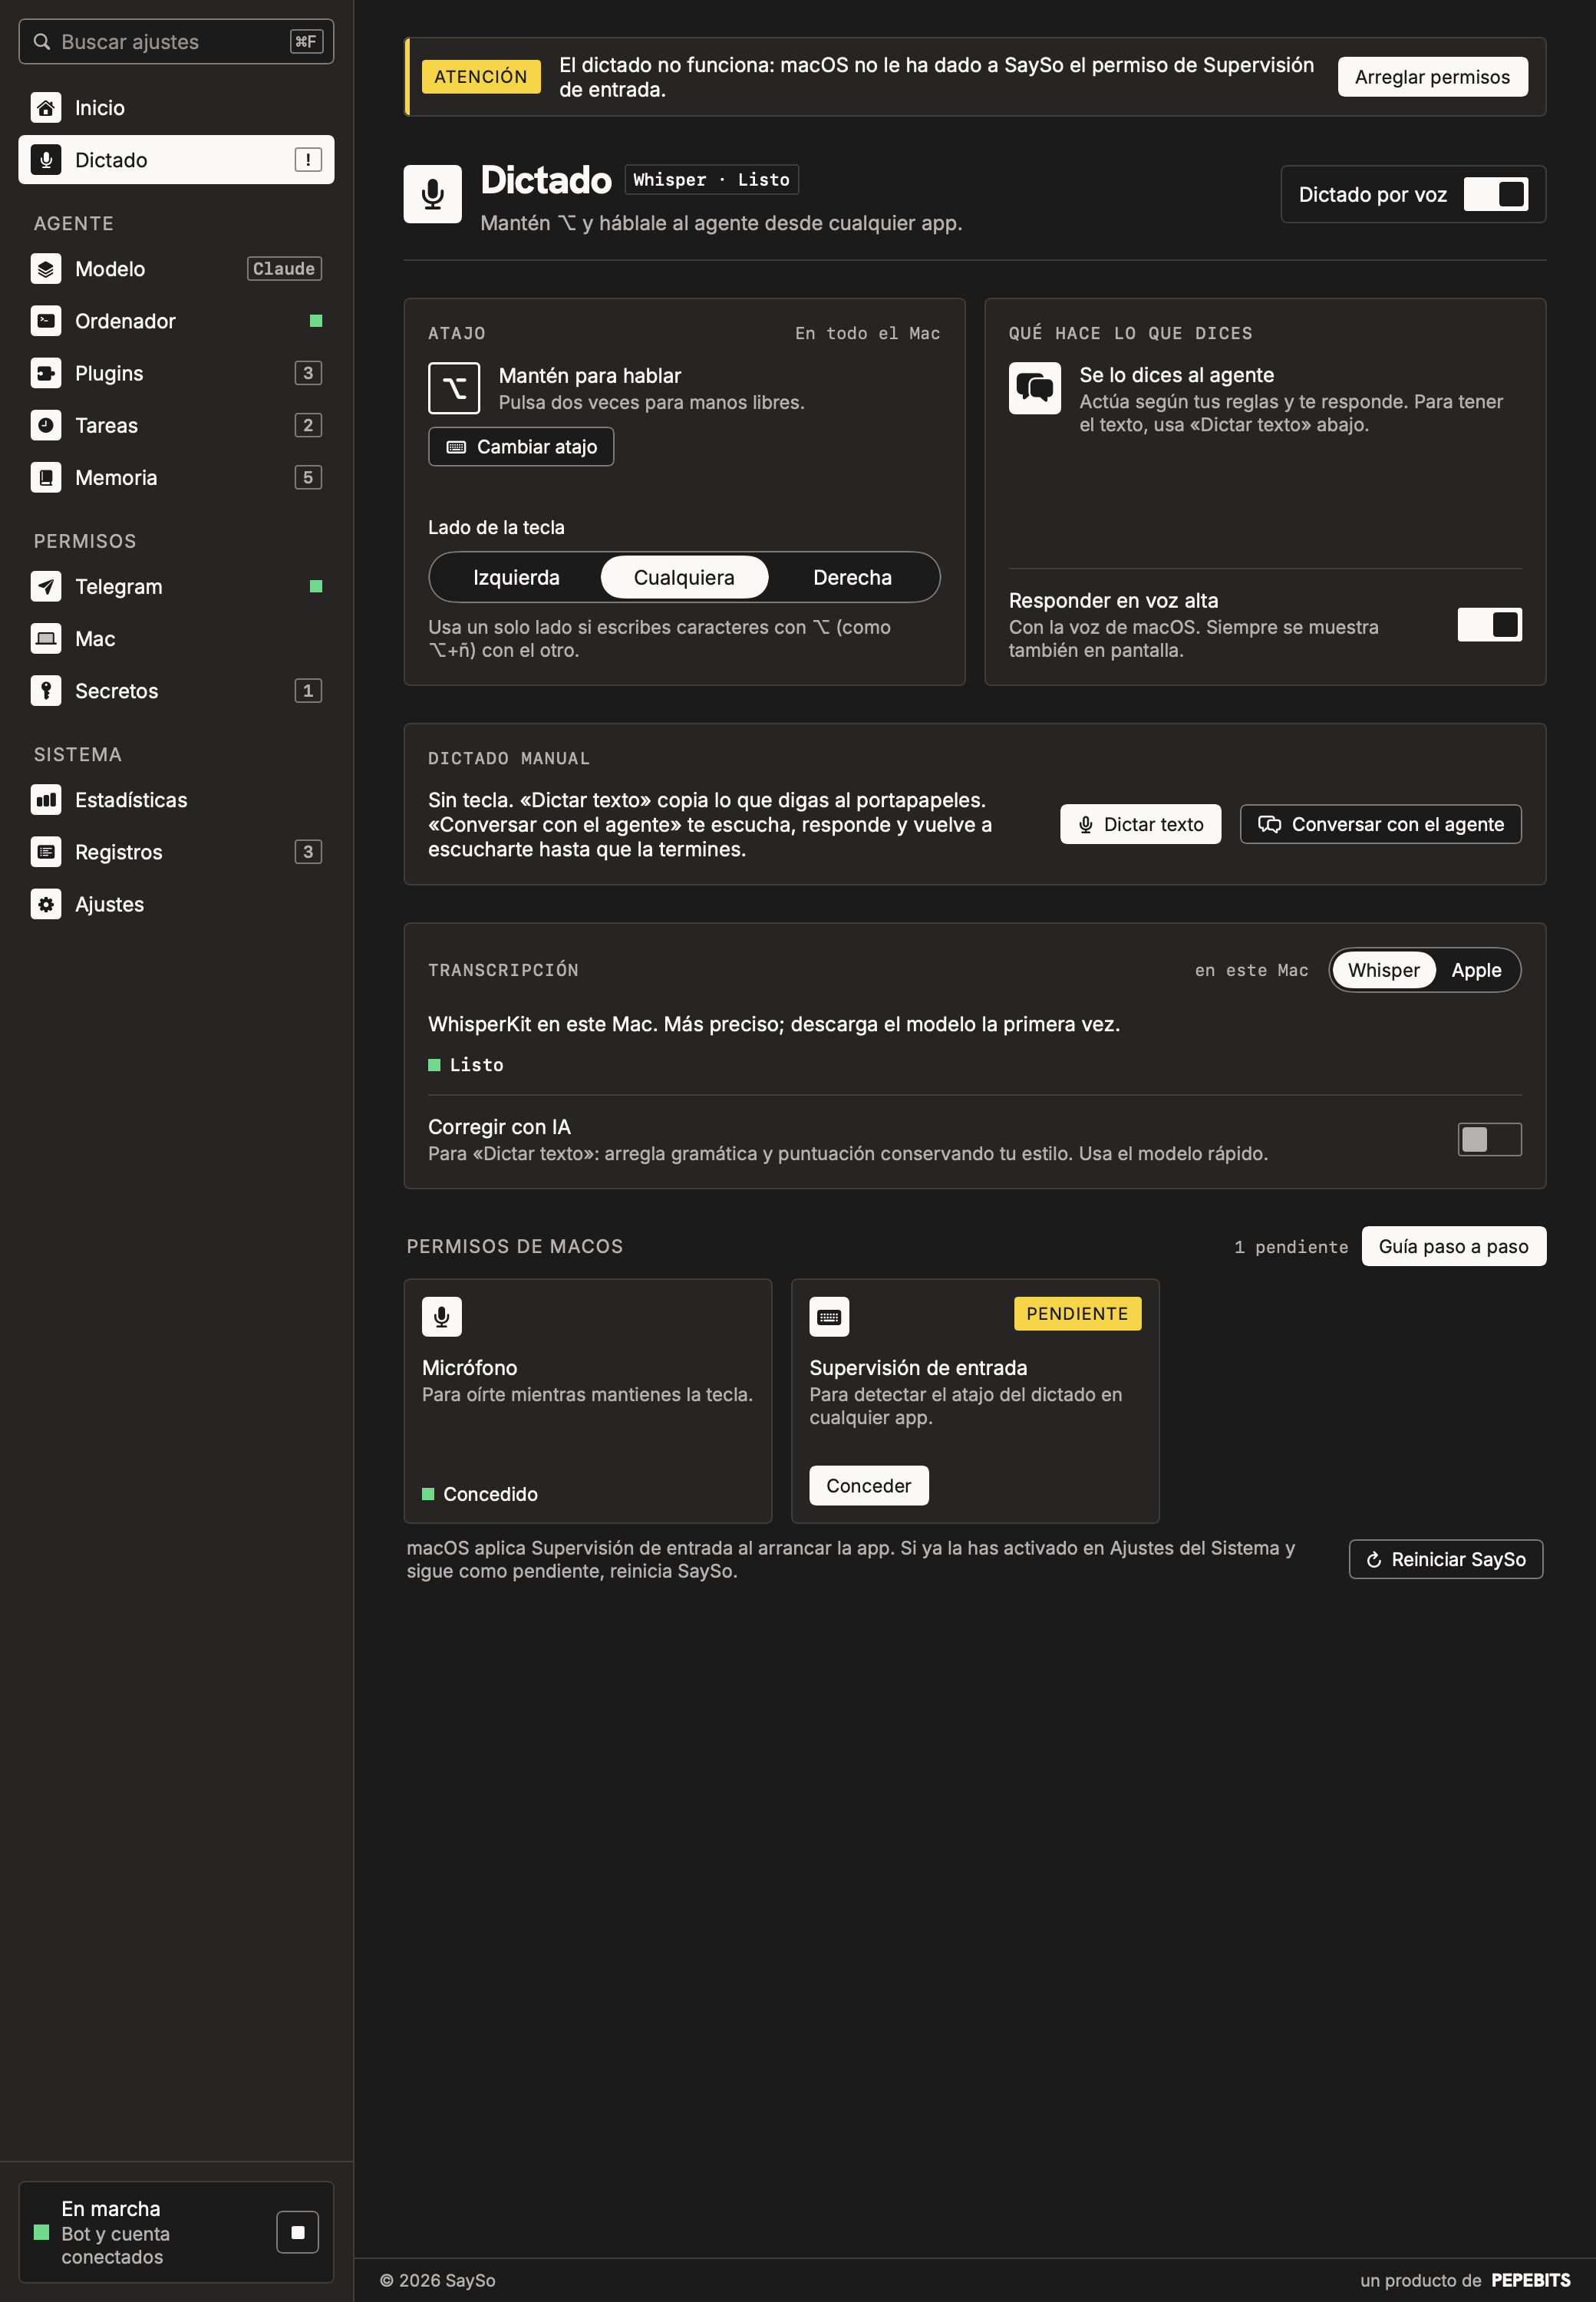 Buscar ajustes ⌘F
Inicio
Dictado !
AGENTE
Modelo Claude
Ordenador
Plugins 3
Tareas 2
Memoria 5
PERMISOS
Telegram
Mac
Secretos 1
SISTEMA
Estadísticas
Registros 3
Ajustes
En marcha
Bot y cuenta
conectados
ATENCIÓN
El dictado no funciona: macOS no le ha dado a SaySo el permiso de Supervisión
de entrada.
Arreglar permisos
Dictado Whisper · Listo
Mantén ⌥ y háblale al agente desde cualquier app.
Dictado por voz
ATAJO En todo el Mac
⌥
Mantén para hablar
Pulsa dos veces para manos libres.
Cambiar atajo
Lado de la tecla
Izquierda Cualquiera Derecha
Usa un solo lado si escribes caracteres con ⌥ (como
⌥+ñ) con el otro.
QUÉ HACE LO QUE DICES
Se lo dices al agente
Actúa según tus reglas y te responde. Para tener
el texto, usa «Dictar texto» abajo.
Responder en voz alta
Con la voz de macOS. Siempre se muestra
también en pantalla.
DICTADO MANUAL
Sin tecla. «Dictar texto» copia lo que digas al portapapeles.
«Conversar con el agente» te escucha, responde y vuelve a
escucharte hasta que la termines.
Dictar texto
Conversar con el agente
TRANSCRIPCIÓN en este Mac Whisper Apple
WhisperKit en este Mac. Más preciso; descarga el modelo la primera vez.
Listo
Corregir con IA
Para «Dictar texto»: arregla gramática y puntuación conservando tu estilo. Usa el modelo rápido.
PERMISOS DE MACOS 1 pendiente Guía paso a paso
Micrófono
Para oírte mientras mantienes la tecla.
Concedido
PENDIENTE
Supervisión de entrada
Para detectar el atajo del dictado en
cualquier app.
Conceder
macOS aplica Supervisión de entrada al arrancar la app. Si ya la has activado en Ajustes del Sistema y
sigue como pendiente, reinicia SaySo.
Reiniciar SaySo
© 2026 SaySo
un producto de PEPEBITS